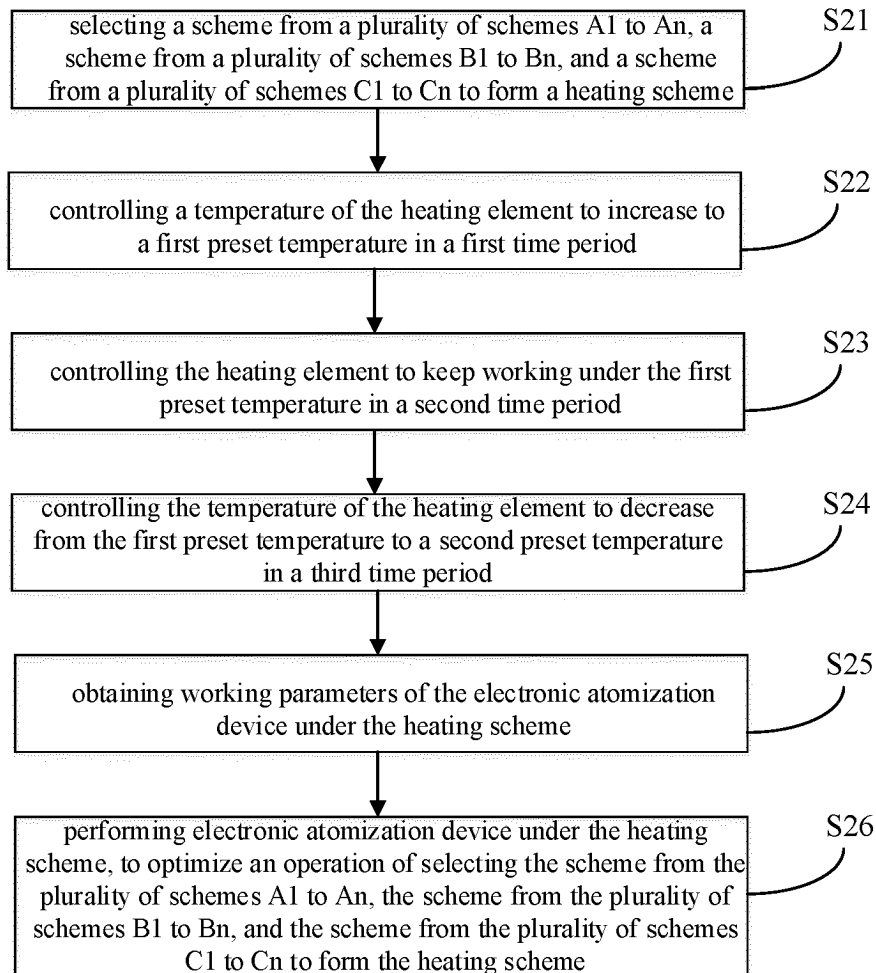 selecting a scheme from a plurality of schemes A1 to An, a
scheme from a plurality of schemes B1 to Bn, and a scheme
from a plurality of schemes C1 to Cn to form a heating scheme
S21
controlling a temperature of the heating element to increase to
a first preset temperature in a first time period
S22
controlling the heating element to keep working under the first
preset temperature in a second time period
S23
controlling the temperature of the heating element to decrease
from the first preset temperature to a second preset temperature
in a third time period
S24
obtaining working parameters of the electronic atomization
device under the heating scheme
S25
performing electronic atomization device under the heating
scheme, to optimize an operation of selecting the scheme from the
plurality of schemes A1 to An, the scheme from the plurality of
schemes B1 to Bn, and the scheme from the plurality of schemes
C1 to Cn to form the heating scheme
S26